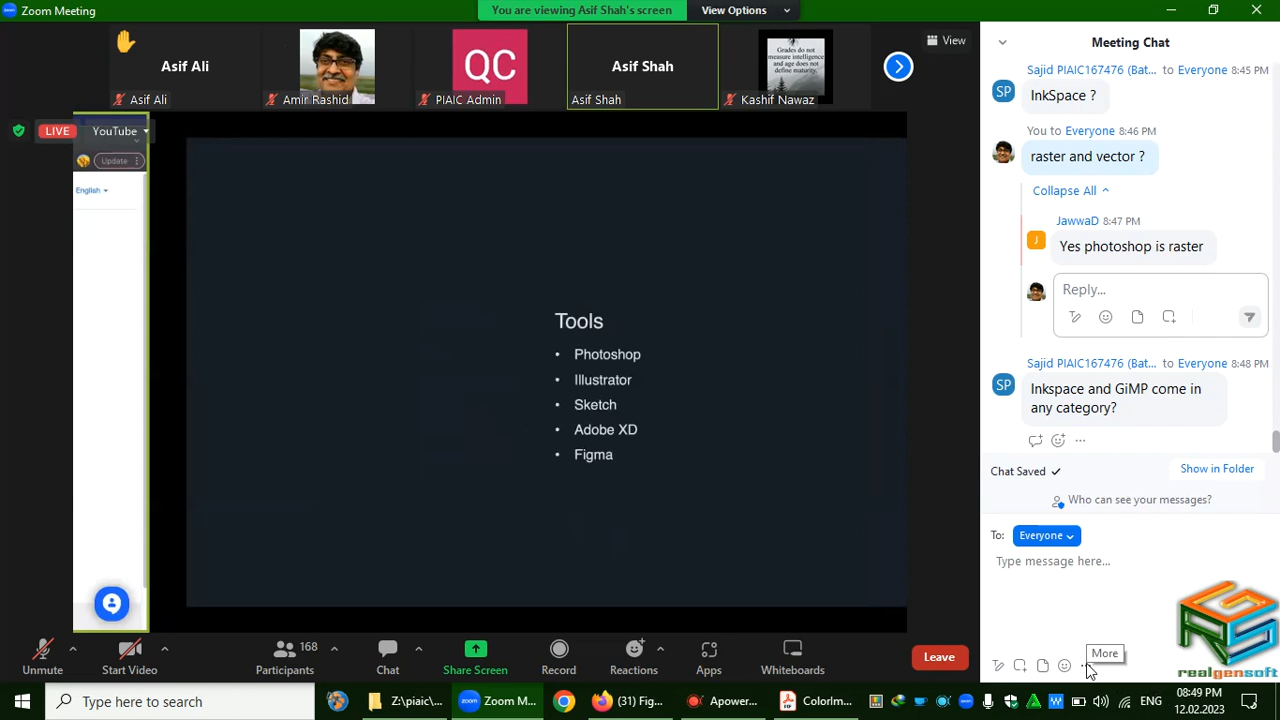 Zoom Meeting
You are viewing Asif Shah's screen
View Options
Asif Ali
Asif Ali
Amir Rashid
QC
PIAIC Admin
Asif Shah
Asif Shah
Grades do not
measure intelligence
and age does not
define maturity.
Kashif Nawaz
View
LIVE
YouTube
Update
English
Tools
• Photoshop
• Illustrator
• Sketch
• Adobe XD
• Figma
Meeting Chat
Sajid PIAIC167476 (Bat... to Everyone 8:45 PM
SP
InkSpace ?
You to Everyone 8:46 PM
raster and vector ?
Collapse All
JawwaD 8:47 PM
J
Yes photoshop is raster
Reply...
Sajid PIAIC167476 (Bat... to Everyone 8:48 PM
SP
Inkspace and GiMP come in
any category?
Chat Saved
Show in Folder
Who can see your messages?
To: Everyone
Type message here...
More
realgensoft
Unmute
Start Video
168
Participants
Chat
Share Screen
Record
Reactions
Apps
Whiteboards
Leave
Type here to search
Z:\piaic\...
Zoom M...
(31) Fig...
Apower...
ColorIm...
ENG
08:49 PM
12.02.2023